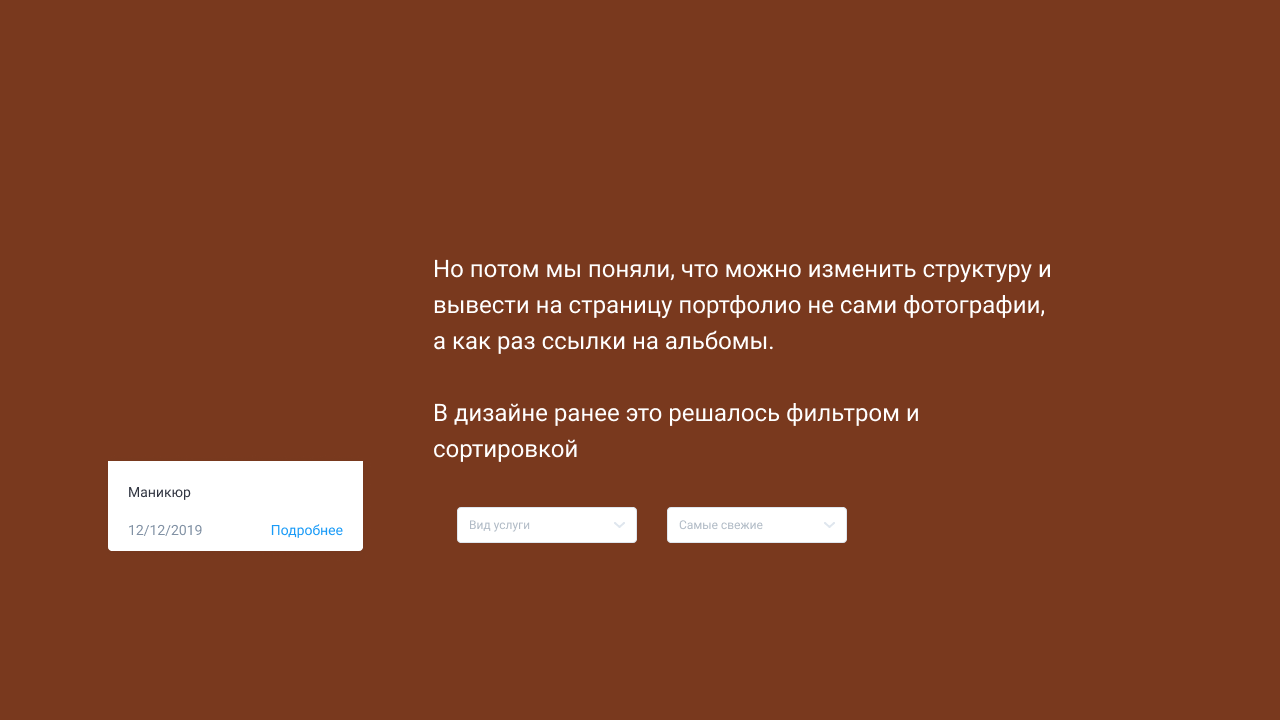 Но потом мы поняли, что можно изменить структуру и
вывести на страницу портфолио не сами фотографии,
а как раз ссылки на альбомы.
В дизайне ранее это решалось фильтром и
сортировкой
Маникюр
12/12/2019 Подробнее
Вид услуги Самые свежие